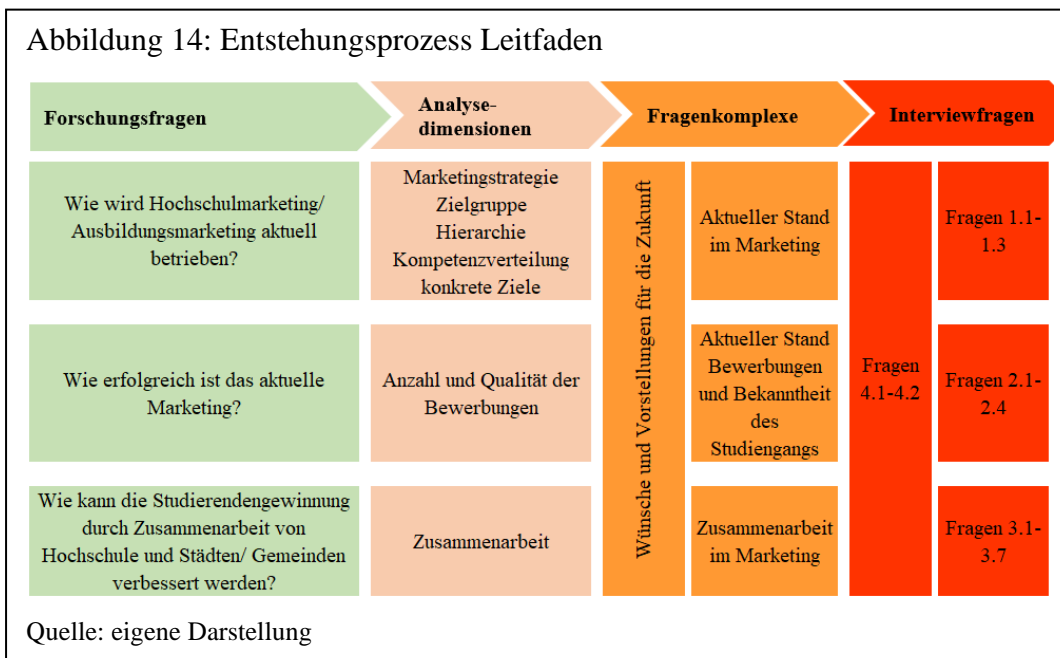 Abbildung 14: Entstehungsprozess Leitfaden
Forschungsfragen
Analyse-
dimensionen
Fragenkomplexe
Interviewfragen
Wie wird Hochschulmarketing/
Ausbildungsmarketing aktuell
betrieben?
Marketingstrategie
Zielgruppe
Hierarchie
Kompetenzverteilung
konkrete Ziele
Wünsche und Vorstellungen für die Zukunft
Aktueller Stand
im Marketing
Fragen
4.1-4.2
Fragen 1.1-
1.3
Wie erfolgreich ist das aktuelle
Marketing?
Anzahl und Qualität der
Bewerbungen
Aktueller Stand
Bewerbungen
und Bekanntheit
des
Studiengangs
Fragen 2.1-
2.4
Wie kann die Studierendengewinnung
durch Zusammenarbeit von
Hochschule und Städten/ Gemeinden
verbessert werden?
Zusammenarbeit
Zusammenarbeit
im Marketing
Fragen 3.1-
3.7
Quelle: eigene Darstellung